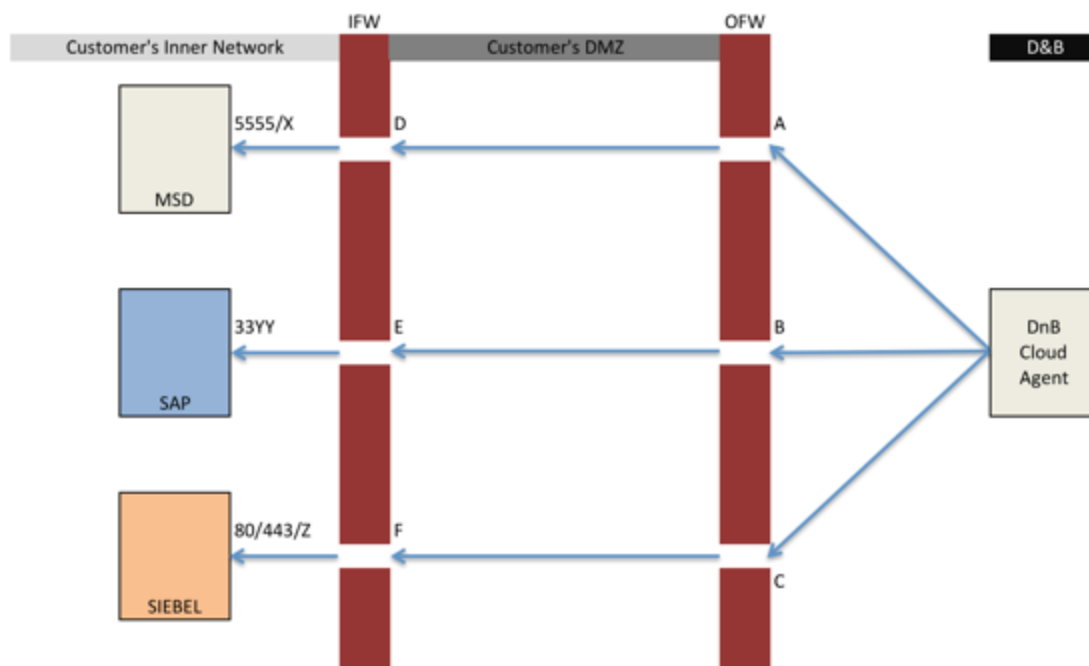 IFW
OFW
Customer's Inner Network
Customer's DMZ
D&B
5555/X
D
A
MSD
33YY
E
B
DnB
Cloud
Agent
SAP
80/443/Z
F
C
SIEBEL